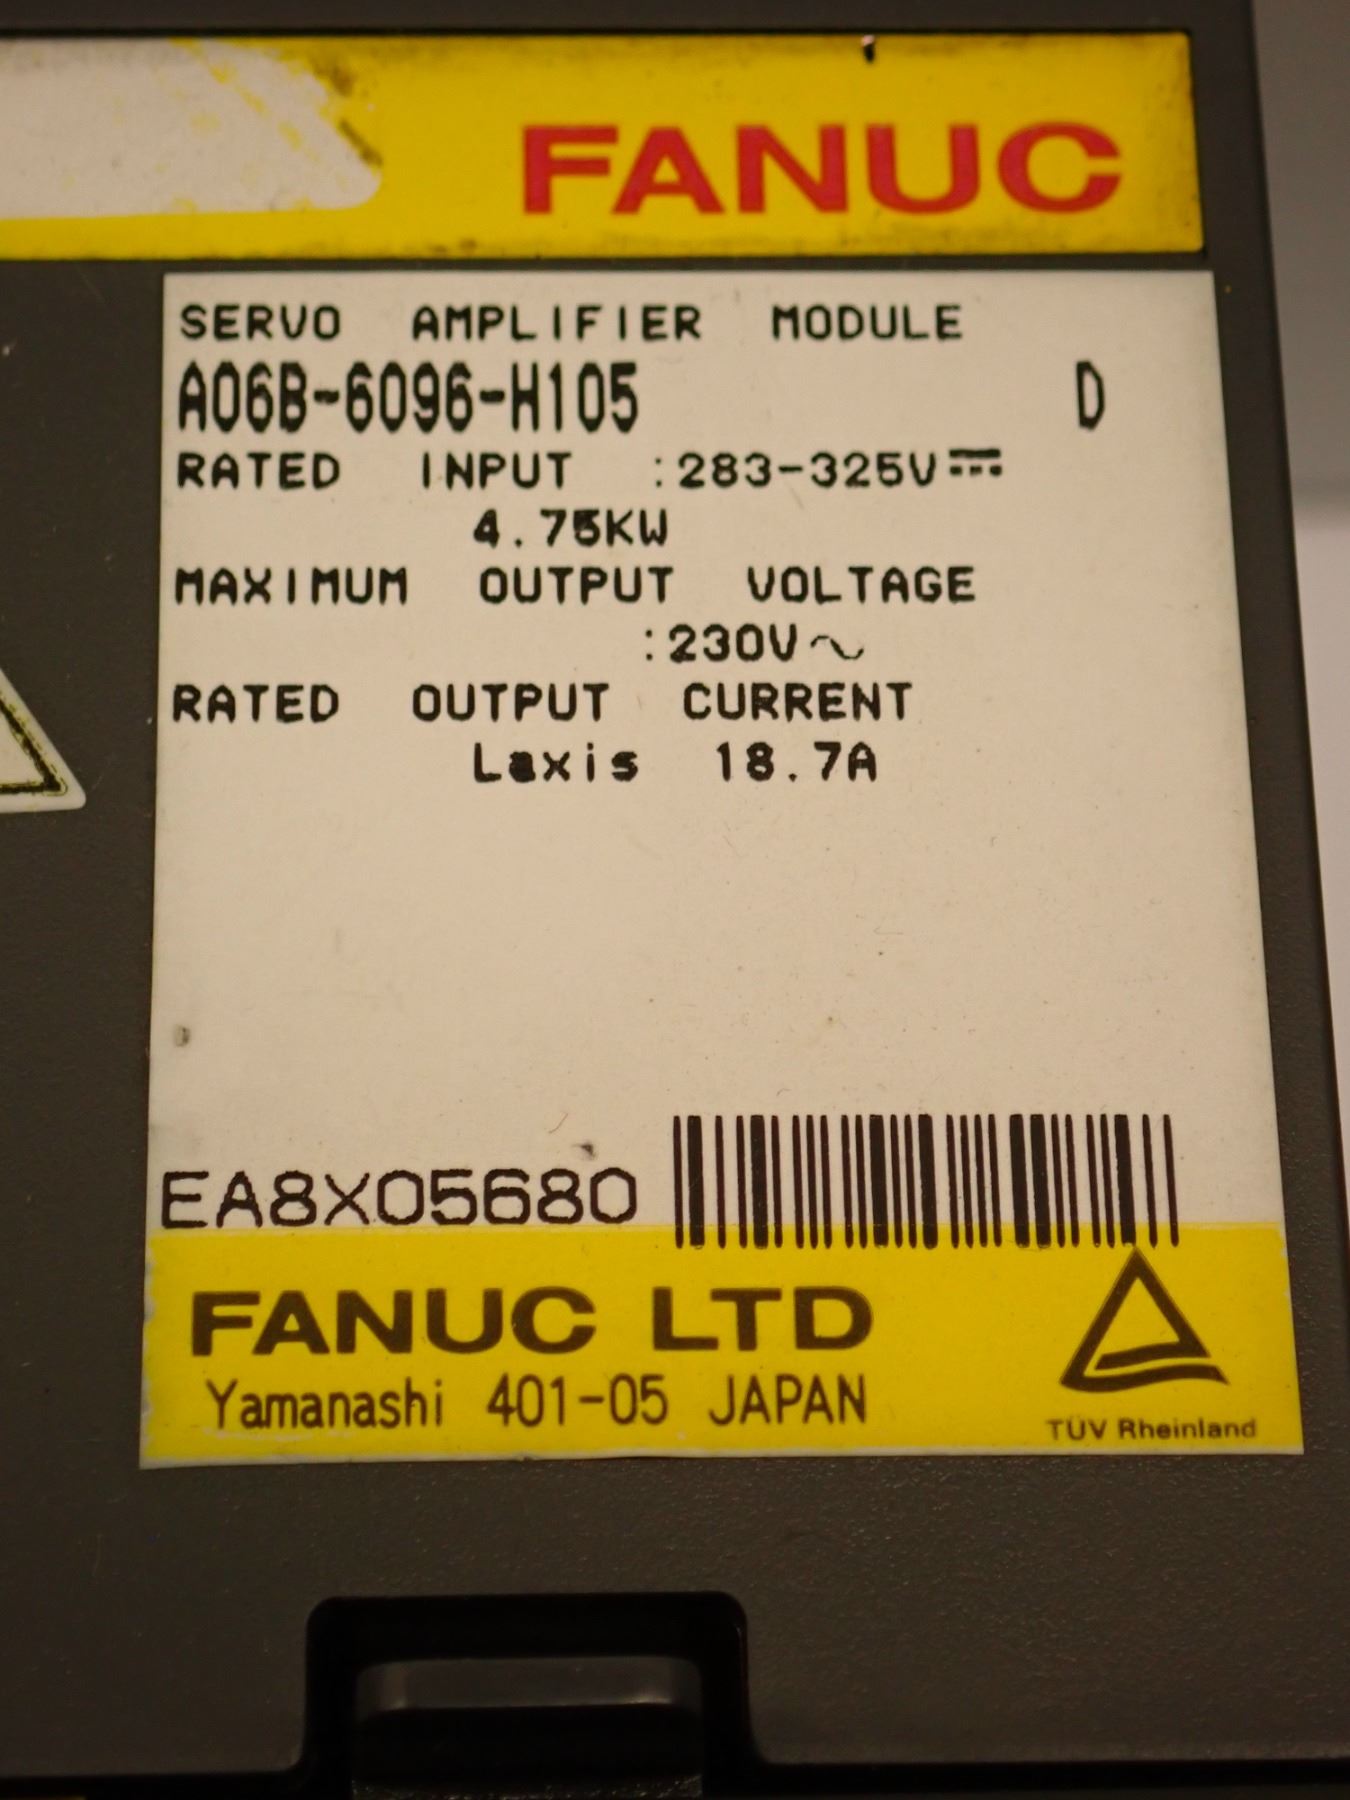 FANUC
SERVO AMPLIFIER MODULE
A06B-6096-H105 D
RATED INPUT :283-325V⎓
4.75KW
MAXIMUM OUTPUT VOLTAGE
:230V~
RATED OUTPUT CURRENT
Laxis 18.7A
EA8X05680
FANUC LTD
Yamanashi 401-05 JAPAN
TÜV Rheinland